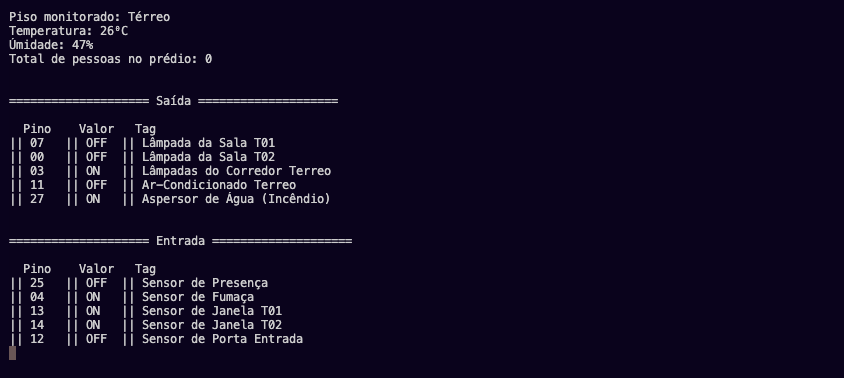 Piso monitorado: Térreo
Temperatura: 26ºC
Úmidade: 47%
Total de pessoas no prédio: 0
==================== Saída ====================
Pino Valor Tag
|| 07 || OFF || Lâmpada da Sala T01
|| 00 || OFF || Lâmpada da Sala T02
|| 03 || ON || Lâmpadas do Corredor Terreo
|| 11 || OFF || Ar-Condicionado Terreo
|| 27 || ON || Aspersor de Água (Incêndio)
==================== Entrada ====================
Pino Valor Tag
|| 25 || OFF || Sensor de Presença
|| 04 || ON || Sensor de Fumaça
|| 13 || ON || Sensor de Janela T01
|| 14 || ON || Sensor de Janela T02
|| 12 || OFF || Sensor de Porta Entrada